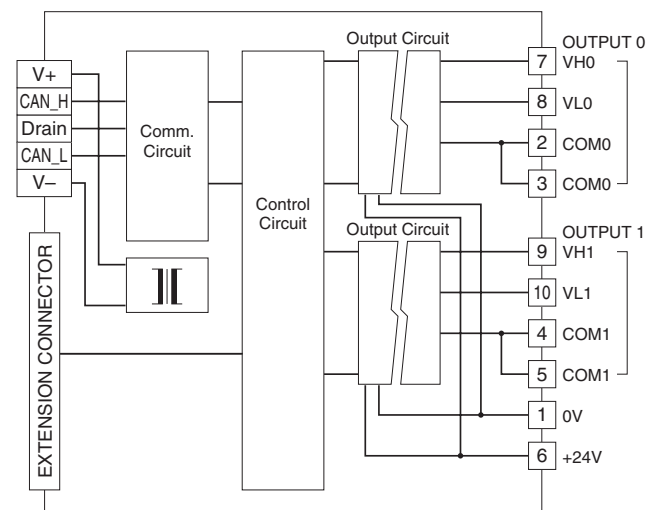 V+
CAN_H
Drain
CAN_L
V–
EXTENSION CONNECTOR
Comm.
Circuit
Control
Circuit
Output Circuit
Output Circuit
OUTPUT 0
7 VH0
8 VL0
2 COM0
3 COM0
OUTPUT 1
9 VH1
10 VL1
4 COM1
5 COM1
1 0V
6 +24V